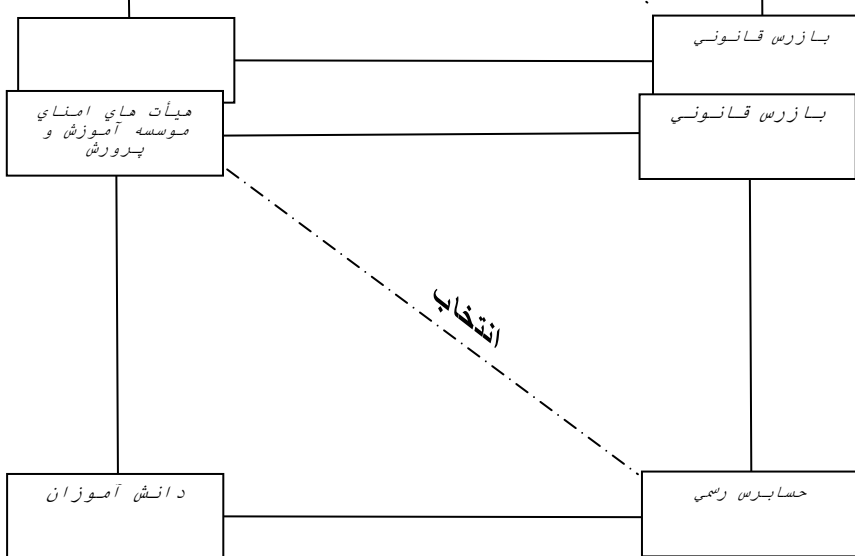 بازرس قانوني
هيأت هاي امناي
موسسه آموزش و
پرورش
بازرس قانوني
انتخاب
دانش آموزان
حسابرس رسمي